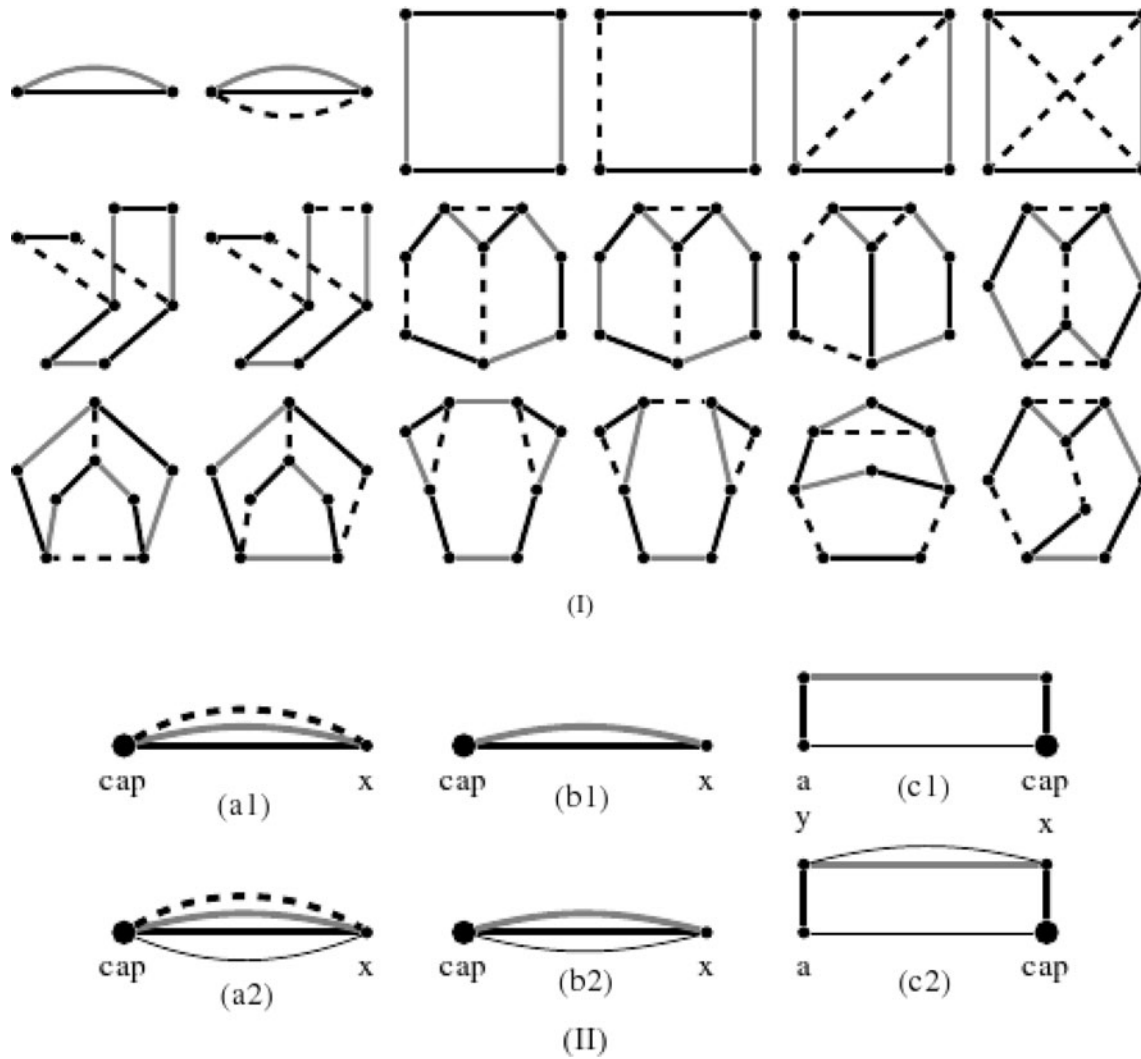 (I)
cap x cap x a cap
(a1) (b1) (c1)
y x
cap x cap x a cap
(a2) (b2) (c2)
(II)